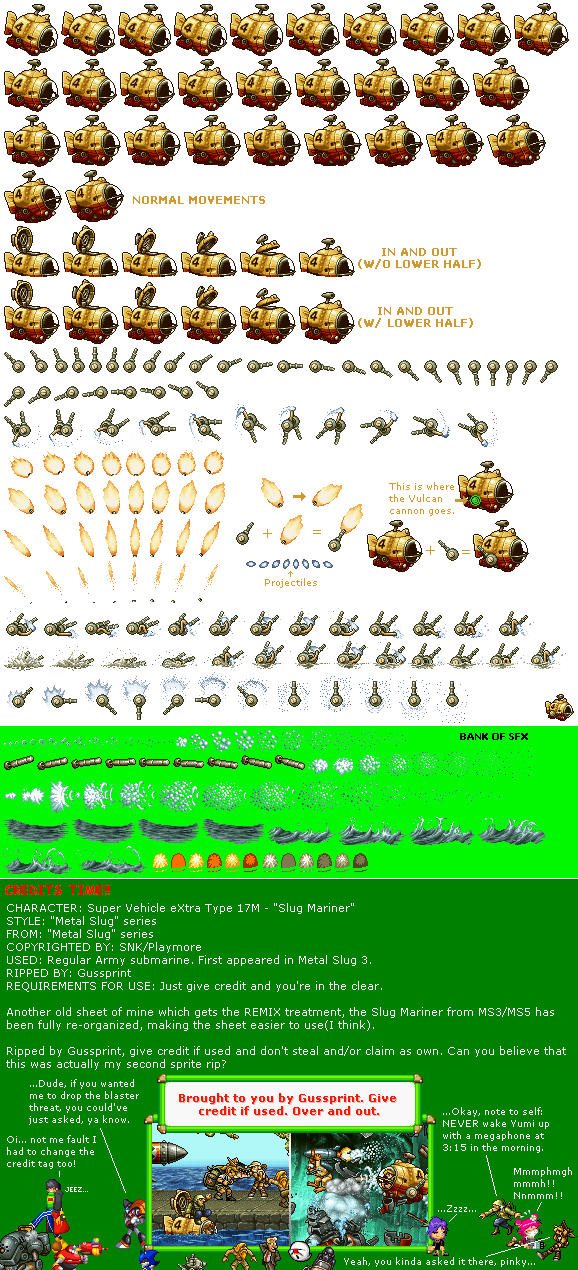 NORMAL MOVEMENTS
IN AND OUT
(W/O LOWER HALF)
IN AND OUT
(W/ LOWER HALF)
This is where
the Vulcan
cannon goes.
Projectiles
BANK OF SFX
CREDITS TIME!
CHARACTER: Super Vehicle eXtra Type 17M - "Slug Mariner"
STYLE: "Metal Slug" series
FROM: "Metal Slug" series
COPYRIGHTED BY: SNK/Playmore
USED: Regular Army submarine. First appeared in Metal Slug 3.
RIPPED BY: Gussprint
REQUIREMENTS FOR USE: Just give credit and you're in the clear.
Another old sheet of mine which gets the REMIX treatment, the Slug Mariner from MS3/MS5 has
been fully re-organized, making the sheet easier to use(I think).
Ripped by Gussprint, give credit if used and don't steal and/or claim as own. Can you believe that
this was actually my second sprite rip?
...Dude, if you wanted
me to drop the blaster
threat, you could've
just asked, ya know.
Oi... not me fault I
had to change the
credit tag too!
JEEZ...
Brought to you by Gussprint. Give
credit if used. Over and out.
...Okay, note to self:
NEVER wake Yumi up
with a megaphone at
3:15 in the morning.
Mmmphmgh
mmmh!!
Nnmmm!!
...Zzzz...
Yeah, you kinda asked it there, pinky...